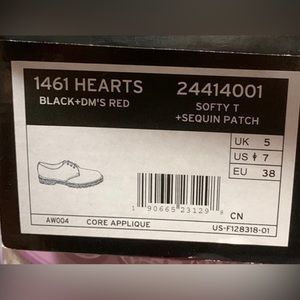 1461 HEARTS 24414001
BLACK+DM'S RED SOFTY T
+SEQUIN PATCH
UK 5
US 7
EU 38
1 90665 23129
CN
AW004 CORE APPLIQUE US-F128318-01